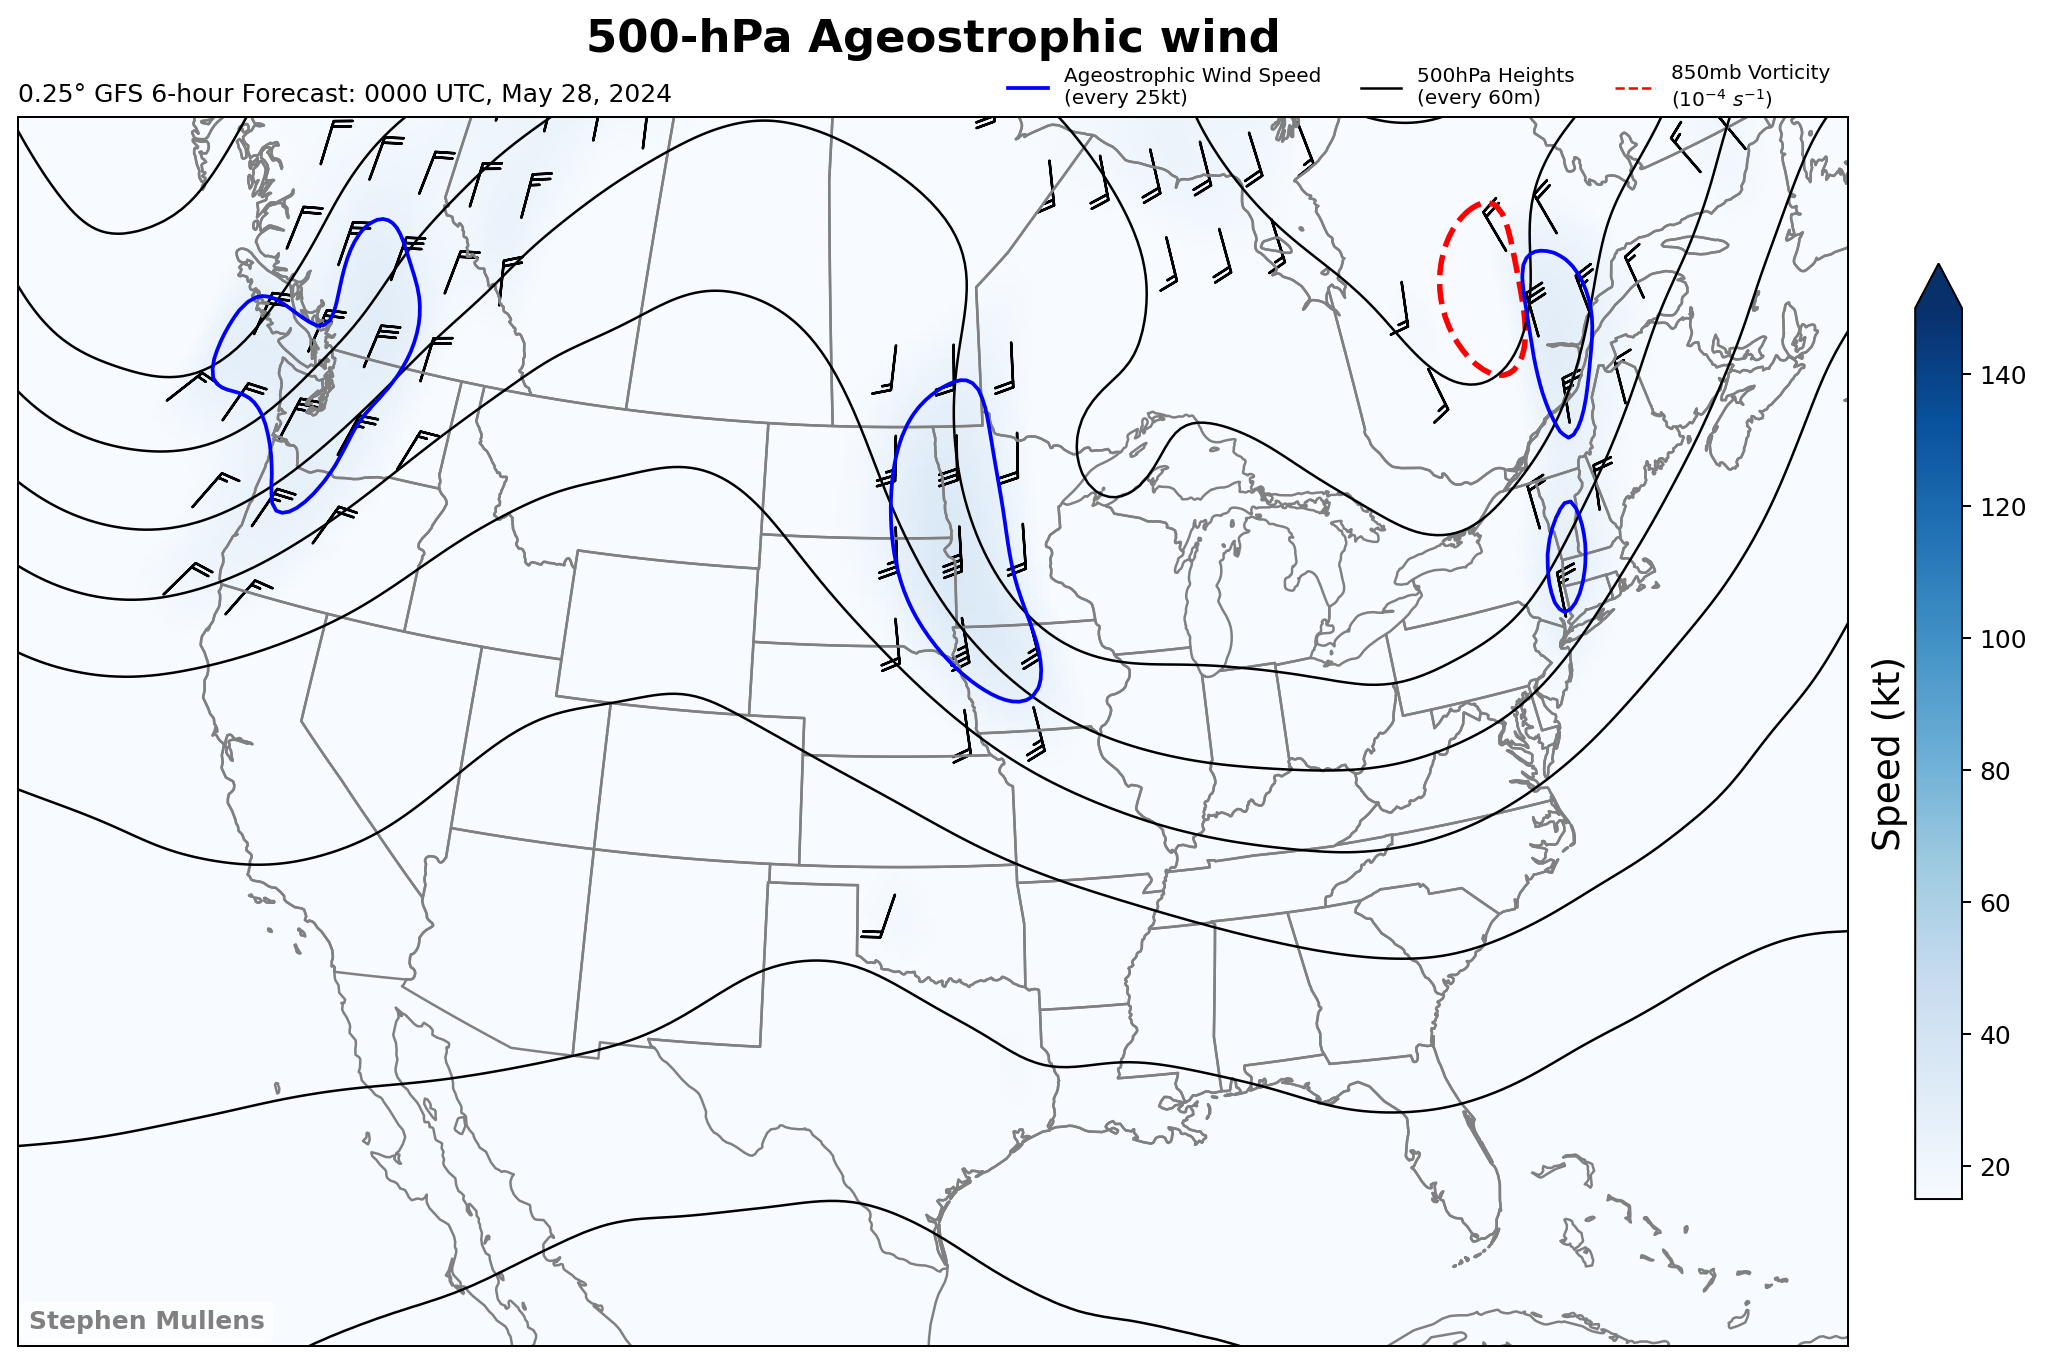 500-hPa Ageostrophic wind
0.25° GFS 6-hour Forecast: 0000 UTC, May 28, 2024
Ageostrophic Wind Speed
(every 25kt)
500hPa Heights
(every 60m)
850mb Vorticity
(10⁻⁴ s⁻¹)
140
120
100
80
60
40
20
Speed (kt)
Stephen Mullens